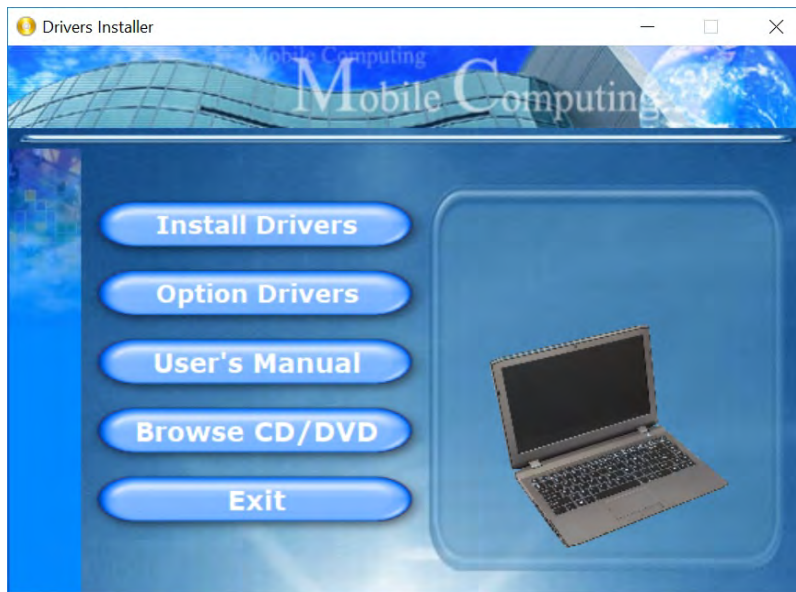 Drivers Installer
Mobile Computing
Mobile Computing
Install Drivers
Option Drivers
User's Manual
Browse CD/DVD
Exit